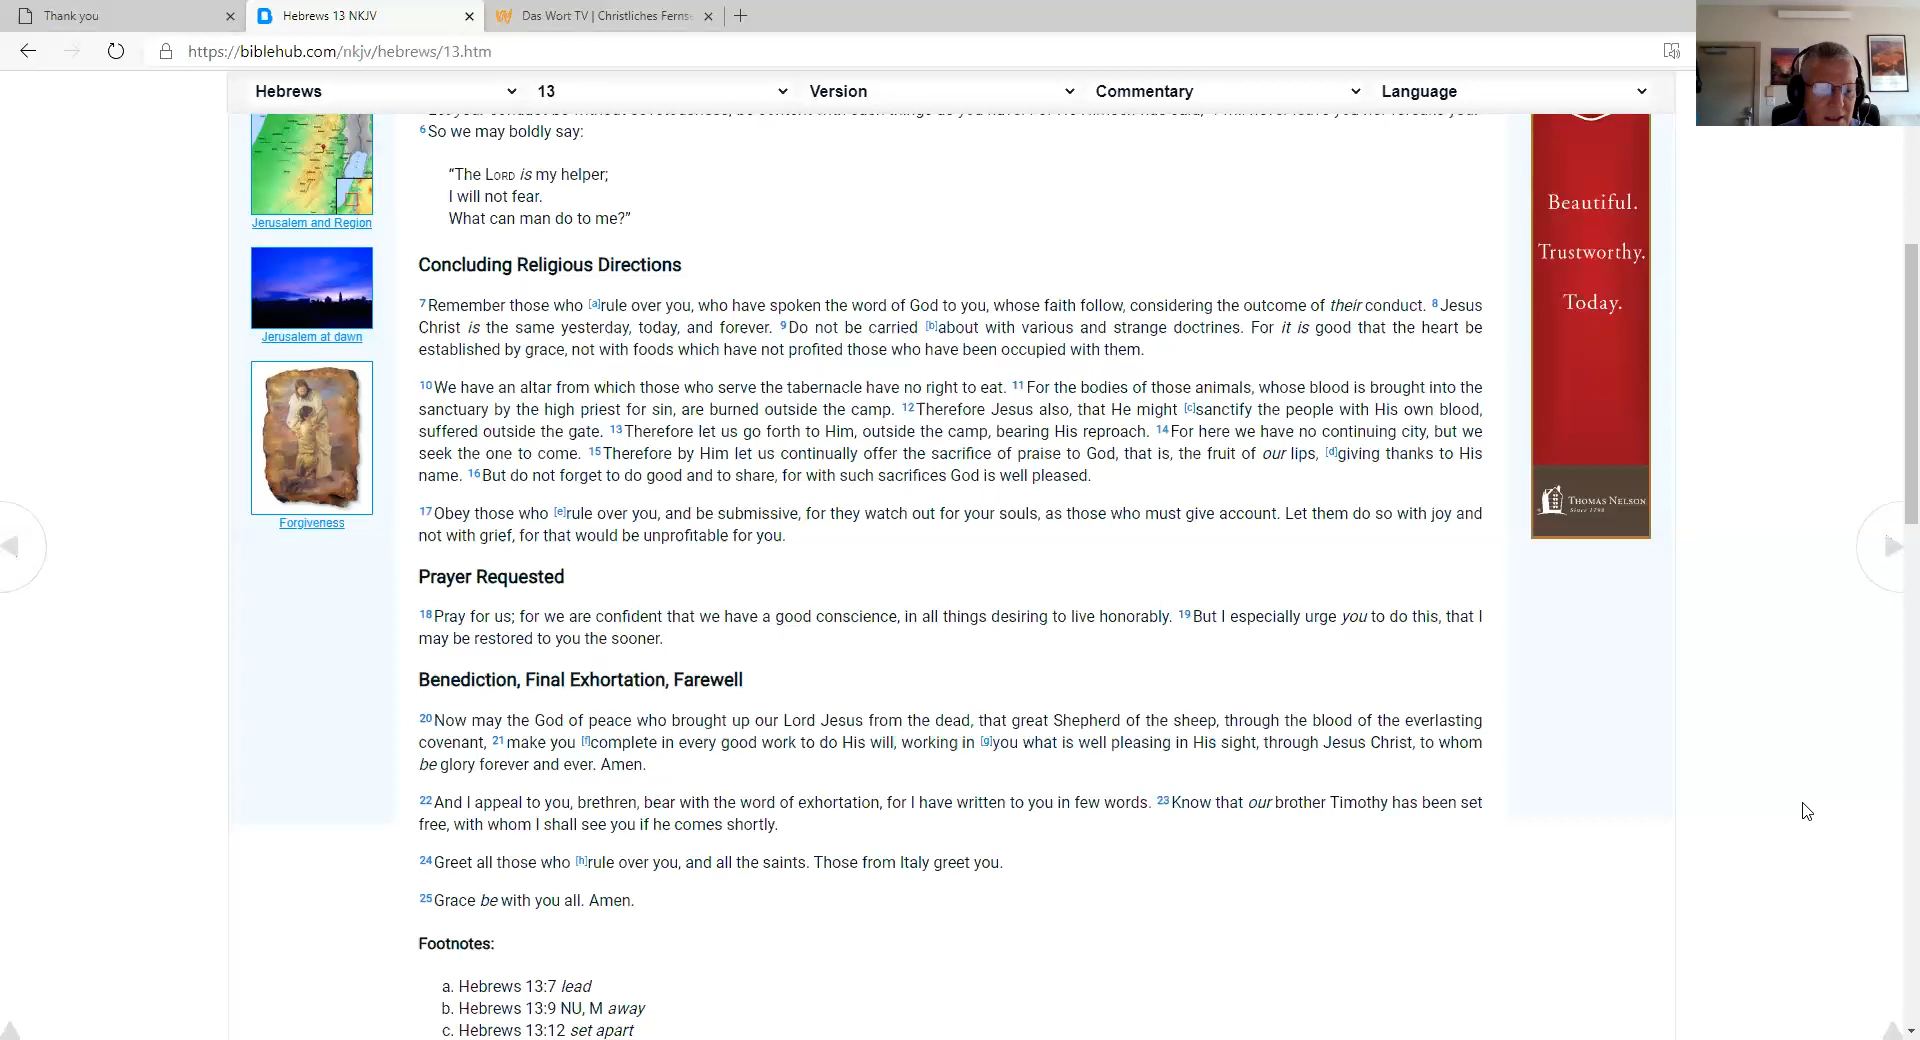 Thank you
Hebrews 13 NKJV
Das Wort TV | Christliches Ferns
https://biblehub.com/nkjv/hebrews/13.htm
Hebrews 13 Version Commentary Language
6 So we may boldly say:
“The LORD is my helper;
I will not fear.
What can man do to me?”
Concluding Religious Directions
7 Remember those who [a]rule over you, who have spoken the word of God to you, whose faith follow, considering the outcome of their conduct. 8 Jesus
Christ is the same yesterday, today, and forever. 9 Do not be carried [b]about with various and strange doctrines. For it is good that the heart be
established by grace, not with foods which have not profited those who have been occupied with them.
10 We have an altar from which those who serve the tabernacle have no right to eat. 11 For the bodies of those animals, whose blood is brought into the
sanctuary by the high priest for sin, are burned outside the camp. 12 Therefore Jesus also, that He might [c]sanctify the people with His own blood,
suffered outside the gate. 13 Therefore let us go forth to Him, outside the camp, bearing His reproach. 14 For here we have no continuing city, but we
seek the one to come. 15 Therefore by Him let us continually offer the sacrifice of praise to God, that is, the fruit of our lips, [d]giving thanks to His
name. 16 But do not forget to do good and to share, for with such sacrifices God is well pleased.
17 Obey those who [e]rule over you, and be submissive, for they watch out for your souls, as those who must give account. Let them do so with joy and
not with grief, for that would be unprofitable for you.
Prayer Requested
18 Pray for us; for we are confident that we have a good conscience, in all things desiring to live honorably. 19 But I especially urge you to do this, that I
may be restored to you the sooner.
Benediction, Final Exhortation, Farewell
20 Now may the God of peace who brought up our Lord Jesus from the dead, that great Shepherd of the sheep, through the blood of the everlasting
covenant, 21 make you [f]complete in every good work to do His will, working in [g]you what is well pleasing in His sight, through Jesus Christ, to whom
be glory forever and ever. Amen.
22 And I appeal to you, brethren, bear with the word of exhortation, for I have written to you in few words. 23 Know that our brother Timothy has been set
free, with whom I shall see you if he comes shortly.
24 Greet all those who [h]rule over you, and all the saints. Those from Italy greet you.
25 Grace be with you all. Amen.
Footnotes:
a. Hebrews 13:7 lead
b. Hebrews 13:9 NU, M away
c. Hebrews 13:12 set apart
Jerusalem and Region
Jerusalem at dawn
Forgiveness
Beautiful.
Trustworthy.
Today.
THOMAS NELSON
Since 1798